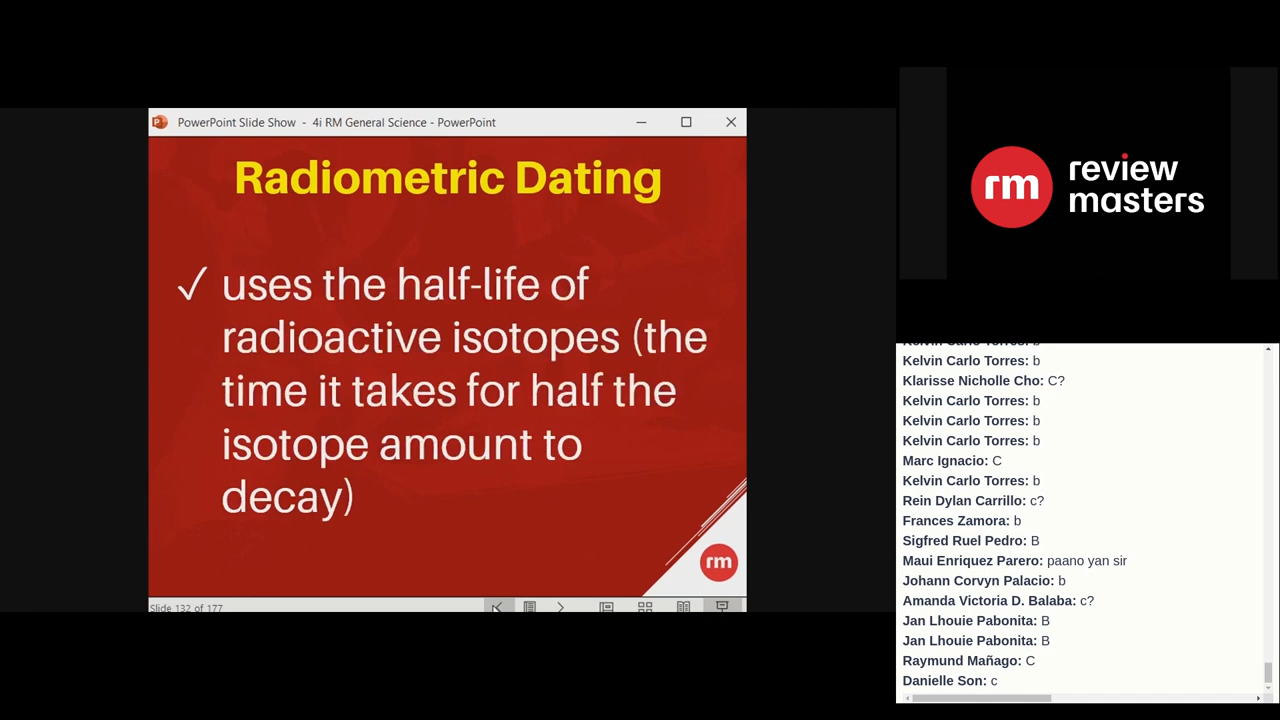 PowerPoint Slide Show - 4i RM General Science - PowerPoint
Radiometric Dating
✓ uses the half-life of
radioactive isotopes (the
time it takes for half the
isotope amount to
decay)
rm
Slide 132 of 177
rm
review
masters
Kelvin Carlo Torres: b
Kelvin Carlo Torres: b
Klarisse Nicholle Cho: C?
Kelvin Carlo Torres: b
Kelvin Carlo Torres: b
Kelvin Carlo Torres: b
Marc Ignacio: C
Kelvin Carlo Torres: b
Rein Dylan Carrillo: c?
Frances Zamora: b
Sigfred Ruel Pedro: B
Maui Enriquez Parero: paano yan sir
Johann Corvyn Palacio: b
Amanda Victoria D. Balaba: c?
Jan Lhouie Pabonita: B
Jan Lhouie Pabonita: B
Raymund Mañago: C
Danielle Son: c